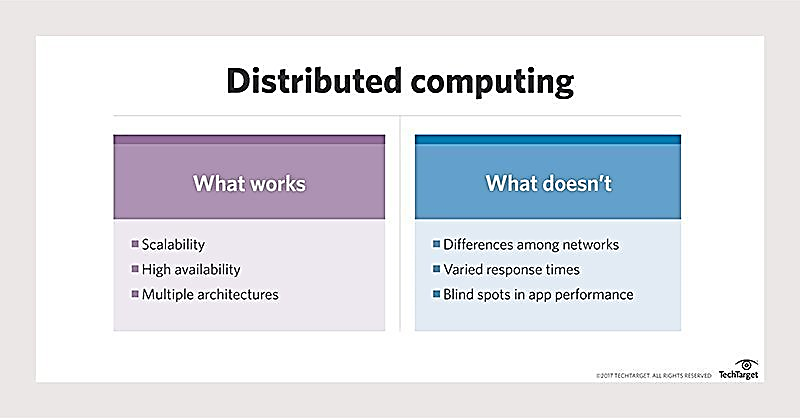 Distributed computing
What works
Scalability
High availability
Multiple architectures
What doesn't
Differences among networks
Varied response times
Blind spots in app performance
©2017 TECHTARGET. ALL RIGHTS RESERVED
TechTarget